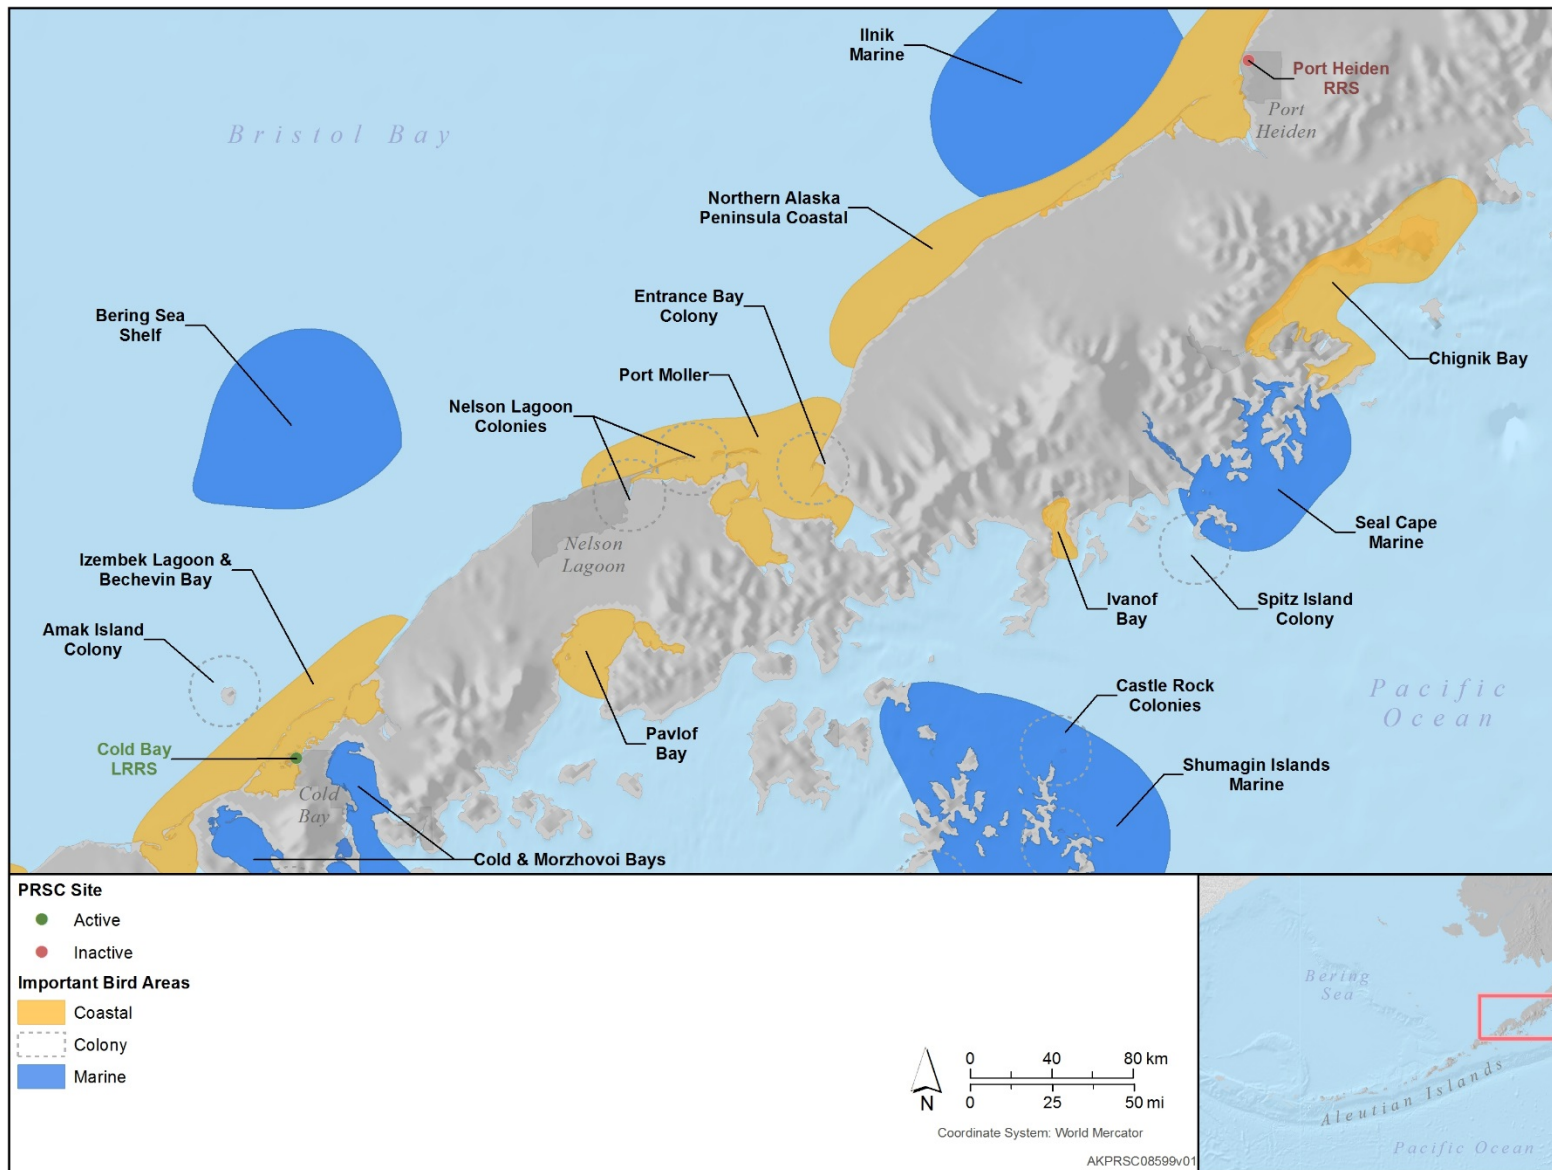 Ilnik
Marine
Port Heiden
RRS
Port
Heiden
Bristol Bay
Northern Alaska
Peninsula Coastal
Entrance Bay
Colony
Bering Sea
Shelf
Chignik Bay
Port Moller
Nelson Lagoon
Colonies
Seal Cape
Marine
Nelson
Lagoon
Izembek Lagoon &
Bechevin Bay
Ivanof
Bay
Spitz Island
Colony
Amak Island
Colony
Pacific
Ocean
Castle Rock
Colonies
Pavlof
Bay
Cold Bay
LRRS
Shumagin Islands
Marine
Cold
Bay
Cold & Morzhovoi Bays
PRSC Site
Active
Inactive
Important Bird Areas
Coastal
Colony
Marine
0 40 80 km
0 25 50 mi
N
Coordinate System: World Mercator
AKPRSC08599v01
Bering
Sea
Aleutian Islands
Pacific Ocean